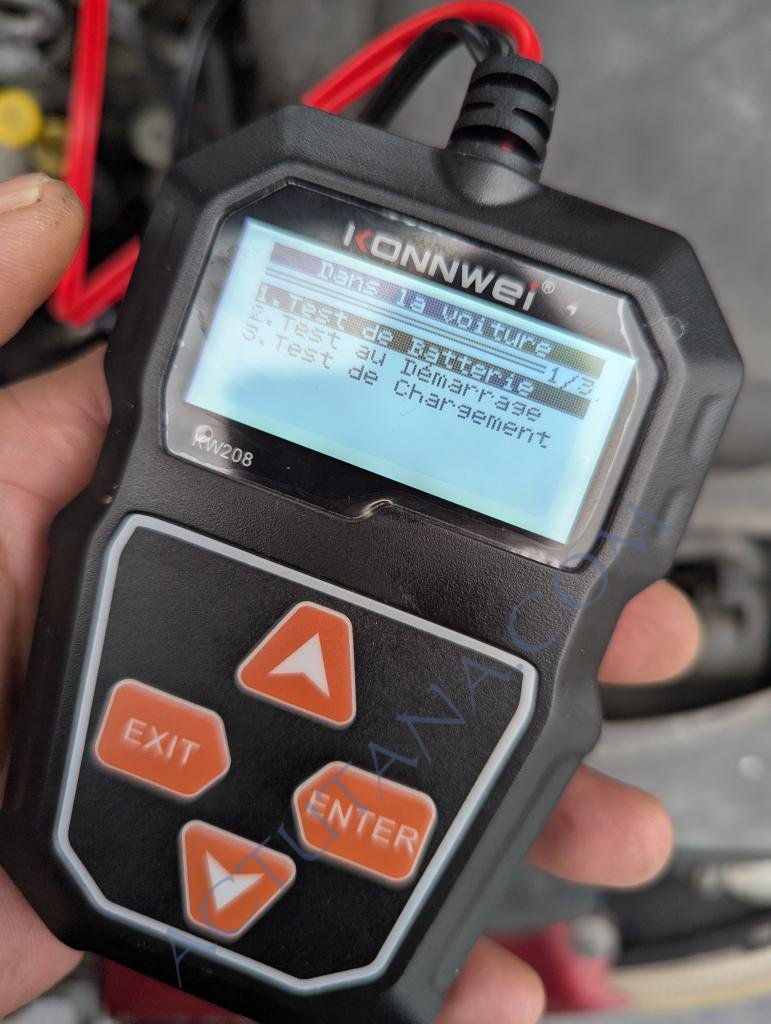 KONNWEI®
Dans la voiture
1. Test de Batterie 1/3
2. Test au Démarrage
3. Test de Chargement
KW208
EXIT
ENTER
ACTUTANA.COM